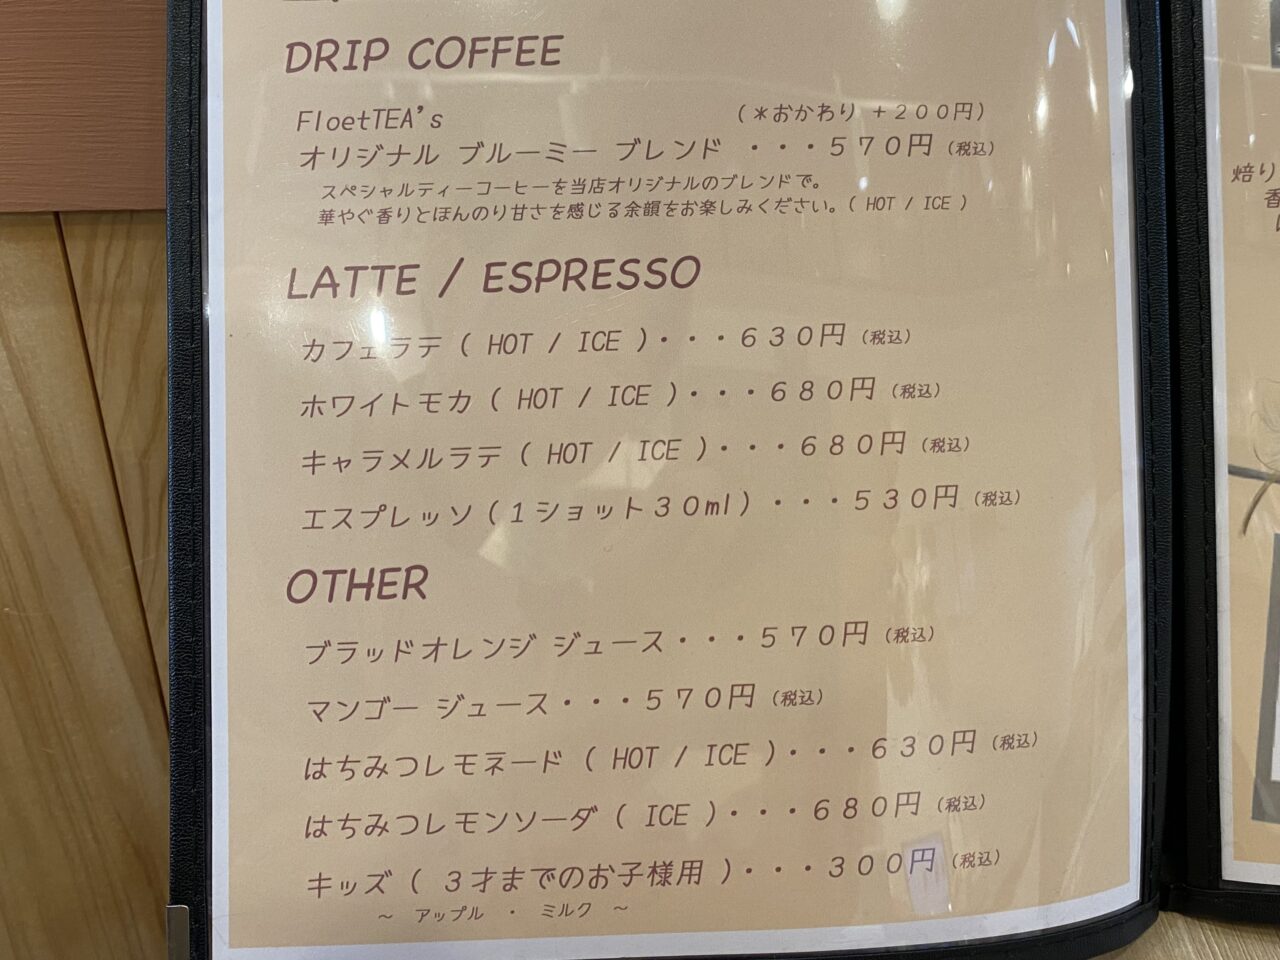 DRIP COFFEE
FloetTEA's
(＊おかわり +２００円)
オリジナル ブルーミー ブレンド ・・・５７０円 (税込)
スペシャルティーコーヒーを当店オリジナルのブレンドで。
華やぐ香りとほんのり甘さを感じる余韻をお楽しみください。( HOT / ICE )
LATTE / ESPRESSO
カフェラテ ( HOT / ICE )・・・６３０円 (税込)
ホワイトモカ ( HOT / ICE )・・・６８０円 (税込)
キャラメルラテ ( HOT / ICE )・・・６８０円 (税込)
エスプレッソ (１ショット３０ml) ・・・５３０円 (税込)
OTHER
ブラッドオレンジ ジュース・・・５７０円 (税込)
マンゴー ジュース・・・５７０円 (税込)
はちみつレモネード ( HOT / ICE )・・・６３０円 (税込)
はちみつレモンソーダ ( ICE )・・・６８０円 (税込)
キッズ ( ３才までのお子様用 )・・・３００円 (税込)
～ アップル ・ ミルク ～
焙り
香